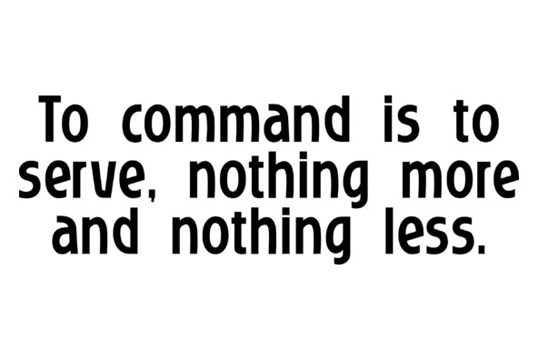 To command is to
serve, nothing more
and nothing less.